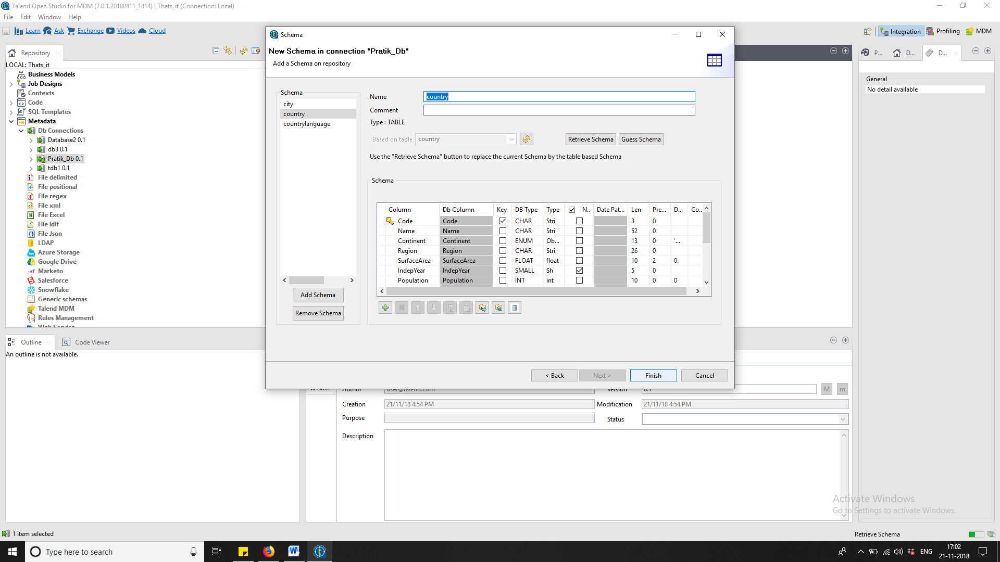 Talend Open Studio for MDM (7.0.1.20180411_1414) | Thats_it (Connection: Local)
File Edit Window Help
Learn Ask Exchange Videos Cloud
Integration Profiling MDM
Repository
LOCAL: Thats_it
Business Models
Job Designs
Contexts
Code
SQL Templates
Metadata
Db Connections
Database2 0.1
db3 0.1
Pratik_Db 0.1
tdb1 0.1
File delimited
File positional
File regex
File xml
File Excel
File ldif
File Json
LDAP
Azure Storage
Google Drive
Marketo
Salesforce
Snowflake
Generic schemas
Talend MDM
Rules Management
Web Service
Outline Code Viewer
An outline is not available.
Schema
New Schema in connection "Pratik_Db"
Add a Schema on repository
Schema
city
country
countrylanguage
Add Schema
Remove Schema
Name country
Comment
Type : TABLE
Based on table country Retrieve Schema Guess Schema
Use the "Retrieve Schema" button to replace the current Schema by the table based Schema
Schema
Column Db Column Key DB Type Type N.. Date Pat... Len Pre... D... Co..
Code Code CHAR Stri 3 0
Name Name CHAR Stri 52 0
Continent Continent ENUM Ob... 13 0 '...
Region Region CHAR Stri 26 0
SurfaceArea SurfaceArea FLOAT float 10 2 0.
IndepYear IndepYear SMALL Sh 5 0
Population Population INT int 10 0 0
< Back Next > Finish Cancel
Version Author user@talend.com Version 0.1 M m
Creation 21/11/18 4:54 PM Modification 21/11/18 4:54 PM
Purpose Status
Description
P... D... D...
General
No detail available
Activate Windows
Go to Settings to activate Windows.
1 item selected
Retrieve Schema
Type here to search
ENG
17:02
21-11-2018